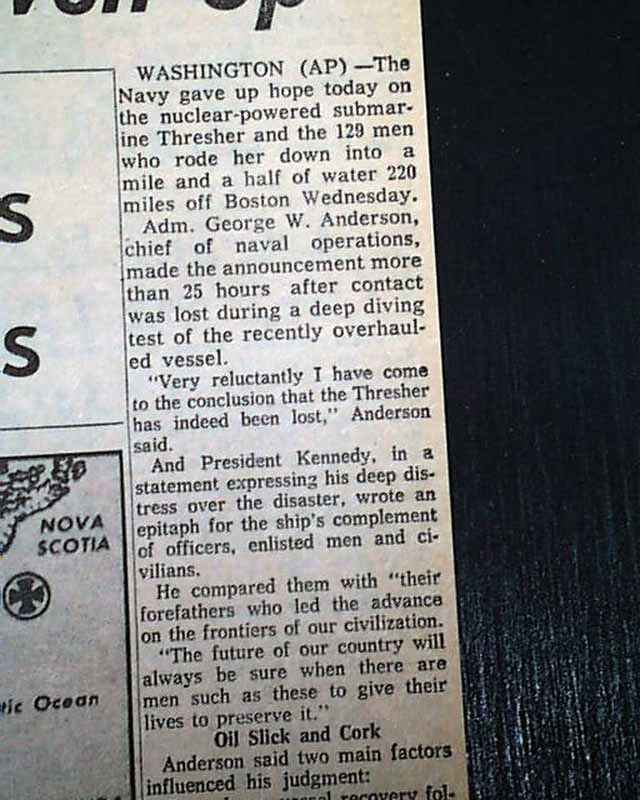 WASHINGTON (AP) —The
Navy gave up hope today on
the nuclear-powered submar-
ine Thresher and the 129 men
who rode her down into a
mile and a half of water 220
miles off Boston Wednesday.
Adm. George W. Anderson,
chief of naval operations,
made the announcement more
than 25 hours after contact
was lost during a deep diving
test of the recently overhaul-
ed vessel.
"Very reluctantly I have come
to the conclusion that the Thresher
has indeed been lost," Anderson
said.
And President Kennedy, in a
statement expressing his deep dis-
tress over the disaster, wrote an
epitaph for the ship's complement
of officers, enlisted men and ci-
vilians.
He compared them with "their
forefathers who led the advance
on the frontiers of our civilization.
"The future of our country will
always be sure when there are
men such as these to give their
lives to preserve it."
Oil Slick and Cork
Anderson said two main factors
influenced his judgment:
recovery fol-
S
S
NOVA
SCOTIA
tic Ocean